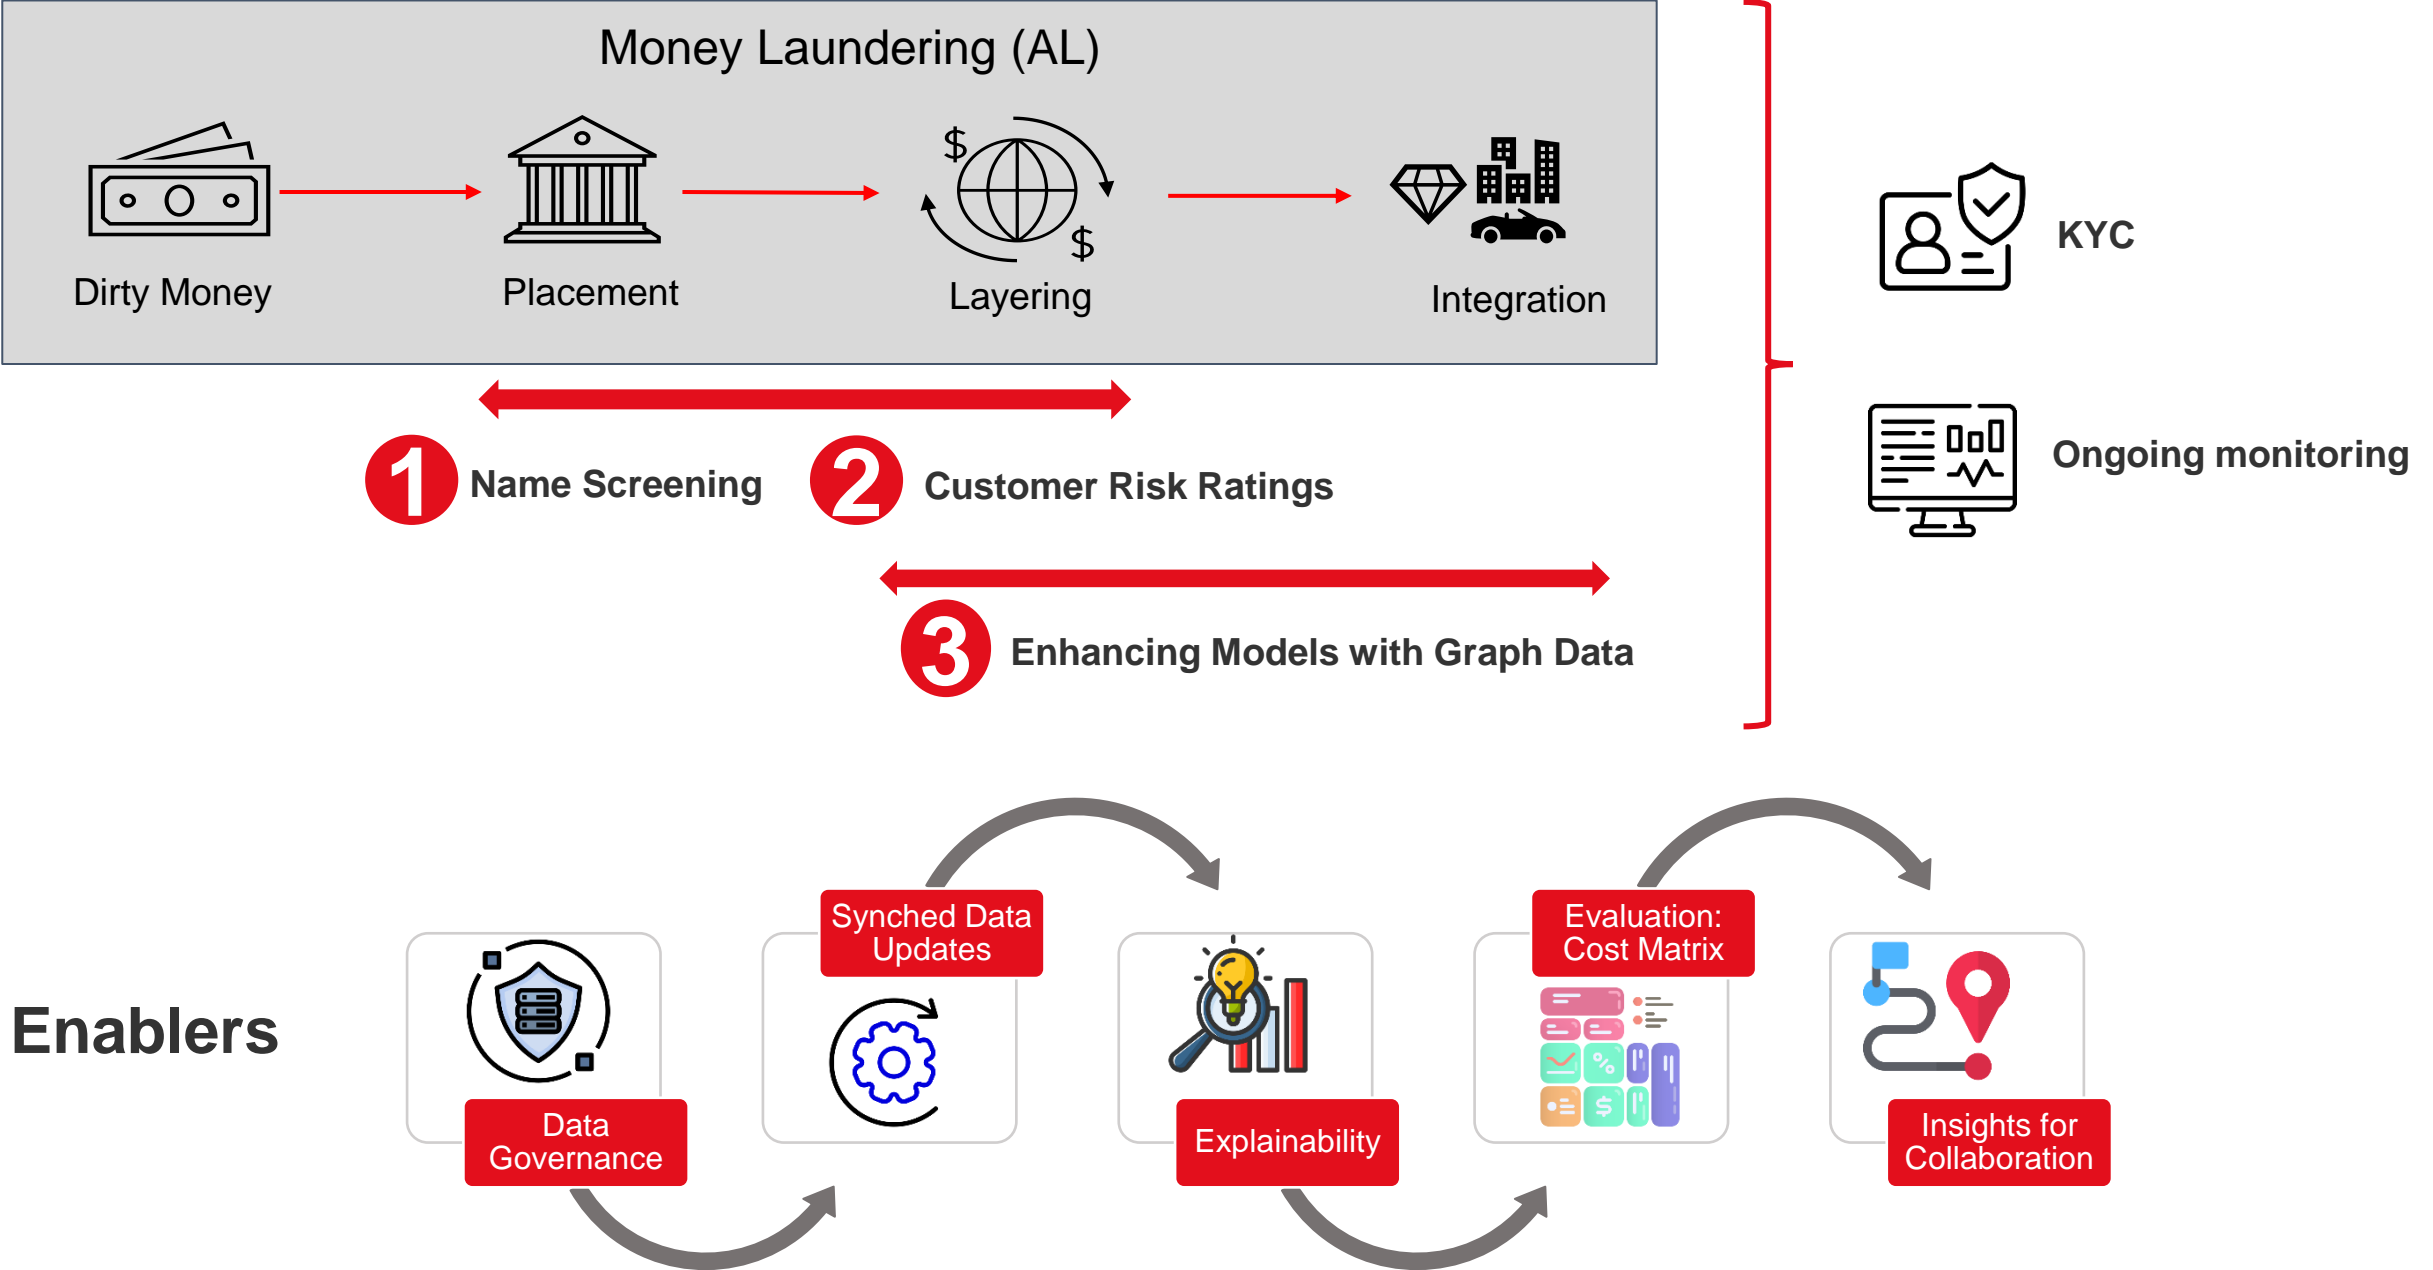 Money Laundering (AL)
$
$
Dirty Money
Placement
Layering
Integration
KYC
Ongoing monitoring
1 Name Screening
2 Customer Risk Ratings
3 Enhancing Models with Graph Data
Enablers
Data
Governance
Synched Data
Updates
Explainability
Evaluation:
Cost Matrix
%
$
Insights for
Collaboration